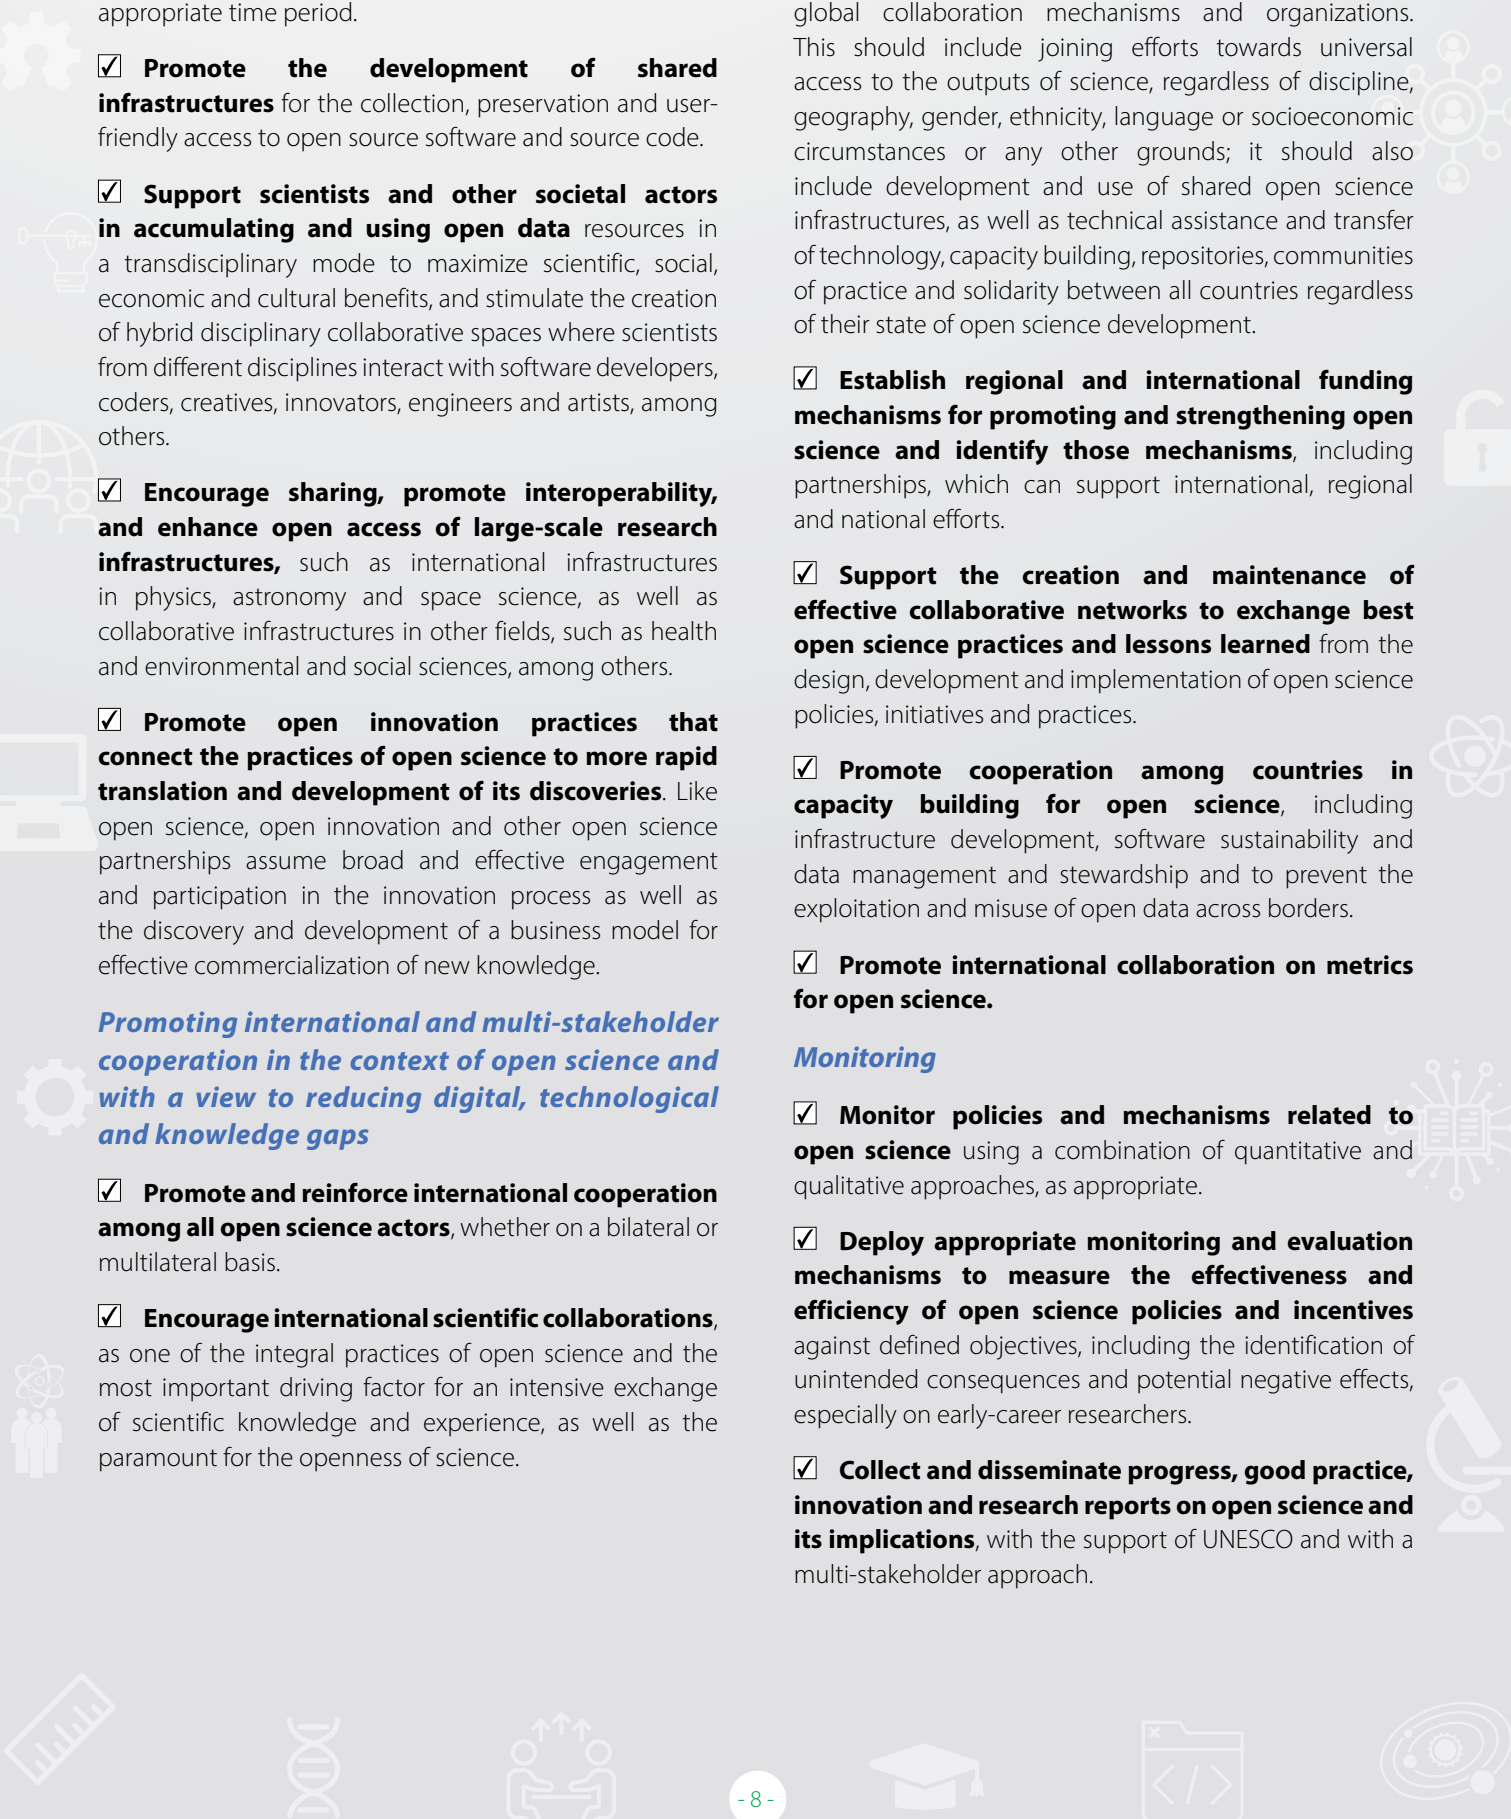 appropriate time period.
☑ Promote the development of shared
infrastructures for the collection, preservation and user-
friendly access to open source software and source code.
☑ Support scientists and other societal actors
in accumulating and using open data resources in
a transdisciplinary mode to maximize scientific, social,
economic and cultural benefits, and stimulate the creation
of hybrid disciplinary collaborative spaces where scientists
from different disciplines interact with software developers,
coders, creatives, innovators, engineers and artists, among
others.
☑ Encourage sharing, promote interoperability,
and enhance open access of large-scale research
infrastructures, such as international infrastructures
in physics, astronomy and space science, as well as
collaborative infrastructures in other fields, such as health
and environmental and social sciences, among others.
☑ Promote open innovation practices that
connect the practices of open science to more rapid
translation and development of its discoveries. Like
open science, open innovation and other open science
partnerships assume broad and effective engagement
and participation in the innovation process as well as
the discovery and development of a business model for
effective commercialization of new knowledge.
Promoting international and multi-stakeholder
cooperation in the context of open science and
with a view to reducing digital, technological
and knowledge gaps
☑ Promote and reinforce international cooperation
among all open science actors, whether on a bilateral or
multilateral basis.
☑ Encourage international scientific collaborations,
as one of the integral practices of open science and the
most important driving factor for an intensive exchange
of scientific knowledge and experience, as well as the
paramount for the openness of science.
global collaboration mechanisms and organizations.
This should include joining efforts towards universal
access to the outputs of science, regardless of discipline,
geography, gender, ethnicity, language or socioeconomic
circumstances or any other grounds; it should also
include development and use of shared open science
infrastructures, as well as technical assistance and transfer
of technology, capacity building, repositories, communities
of practice and solidarity between all countries regardless
of their state of open science development.
☑ Establish regional and international funding
mechanisms for promoting and strengthening open
science and identify those mechanisms, including
partnerships, which can support international, regional
and national efforts.
☑ Support the creation and maintenance of
effective collaborative networks to exchange best
open science practices and lessons learned from the
design, development and implementation of open science
policies, initiatives and practices.
☑ Promote cooperation among countries in
capacity building for open science, including
infrastructure development, software sustainability and
data management and stewardship and to prevent the
exploitation and misuse of open data across borders.
☑ Promote international collaboration on metrics
for open science.
Monitoring
☑ Monitor policies and mechanisms related to
open science using a combination of quantitative and
qualitative approaches, as appropriate.
☑ Deploy appropriate monitoring and evaluation
mechanisms to measure the effectiveness and
efficiency of open science policies and incentives
against defined objectives, including the identification of
unintended consequences and potential negative effects,
especially on early-career researchers.
☑ Collect and disseminate progress, good practice,
innovation and research reports on open science and
its implications, with the support of UNESCO and with a
multi-stakeholder approach.
- 8 -